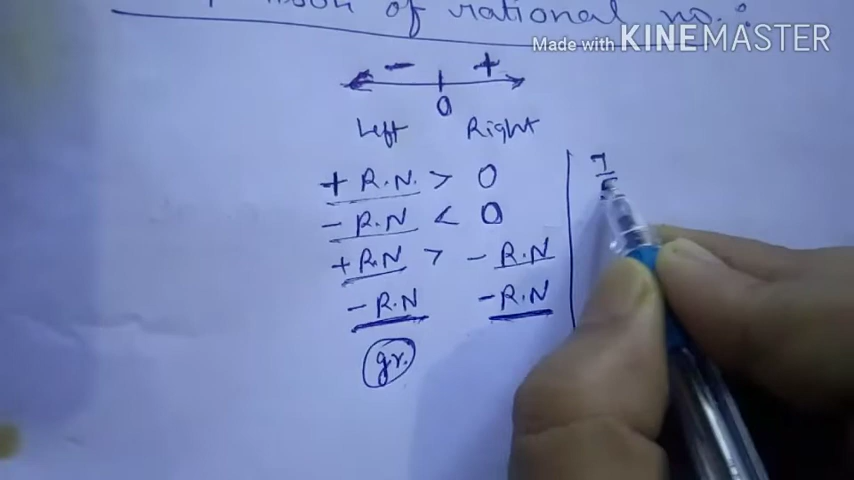 of rational no.:
Made with KINEMASTER
- +
0
Left Right
+ R.N. > 0
- R.N < 0
+R.N > - R.N
- R.N - R.N
gr.